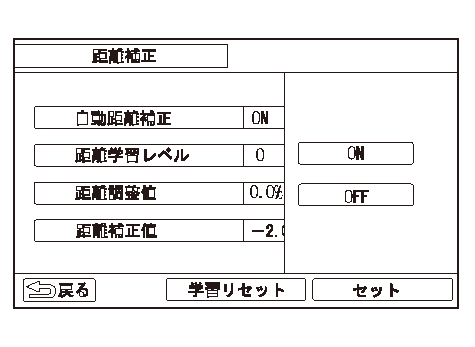 距離補正
自動距離補正 ON
距離学習レベル 0
距離調整値 0.0%
距離補正値 −2.
ON
OFF
戻る 学習リセット セット